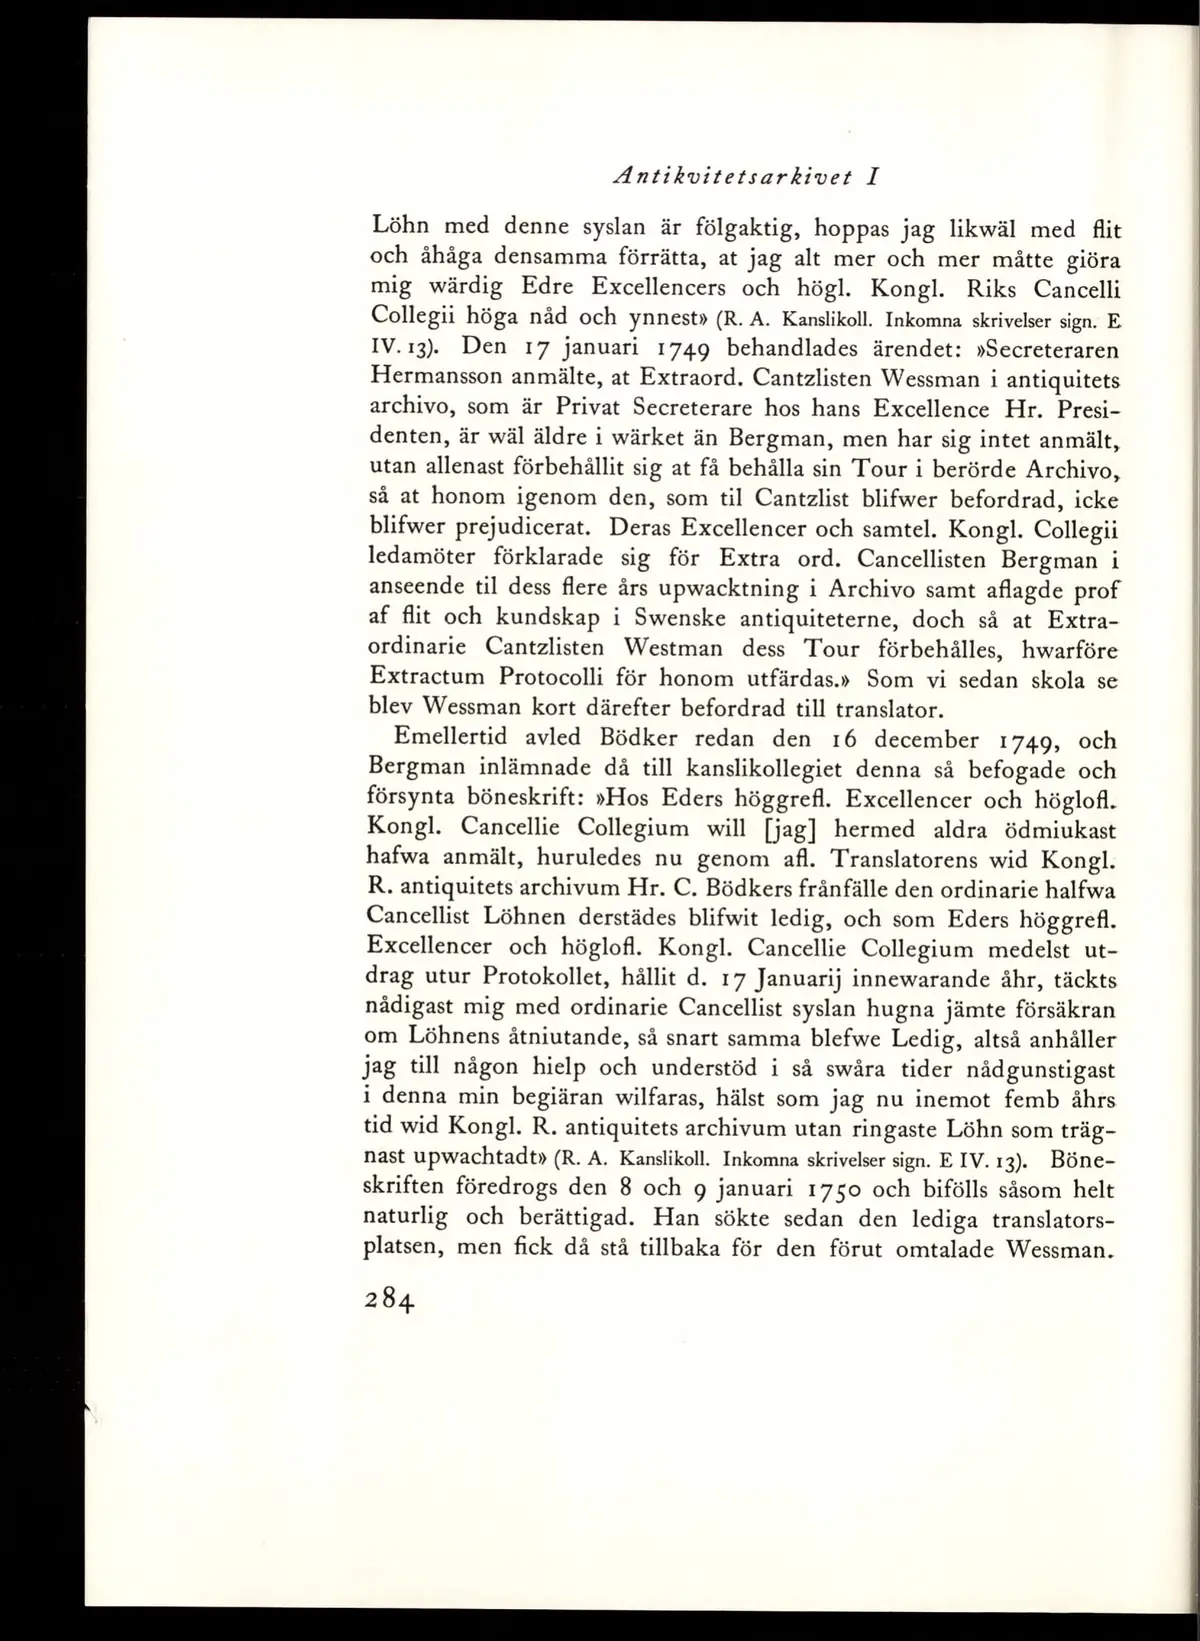 Antikvitetsarkivet I
Löhn med denne syslan är fölgaktig, hoppas jag likwäl med flit
och åhåga densamma förrätta, at jag alt mer och mer måtte giöra
mig wärdig Edre Excellencers och högl. Kongl. Riks Cancelli
Collegii höga nåd och ynnest» (R. A. Kanslikoll. Inkomna skrivelser sign. E
IV. 13). Den 17 januari 1749 behandlades ärendet: »Secreteraren
Hermansson anmälte, at Extraord. Cantzlisten Wessman i antiquitets
archivo, som är Privat Secreterare hos hans Excellence Hr. Presi-
denten, är wäl äldre i wärket än Bergman, men har sig intet anmält,
utan allenast förbehållit sig at få behålla sin Tour i berörde Archivo,
så at honom igenom den, som til Cantzlist blifwer befordrad, icke
blifwer prejudicerat. Deras Excellencer och samtel. Kongl. Collegii
ledamöter förklarade sig för Extra ord. Cancellisten Bergman i
anseende til dess flere års upwacktning i Archivo samt aflagde prof
af flit och kundskap i Swenske antiquiteterne, doch så at Extra-
ordinarie Cantzlisten Westman dess Tour förbehålles, hwarföre
Extractum Protocolli för honom utfärdas.» Som vi sedan skola se
blev Wessman kort därefter befordrad till translator.
Emellertid avled Bödker redan den 16 december 1749, och
Bergman inlämnade då till kanslikollegiet denna så befogade och
försynta böneskrift: »Hos Eders höggrefl. Excellencer och höglofl.
Kongl. Cancellie Collegium will [jag] hermed aldra ödmiukast
hafwa anmält, huruledes nu genom afl. Translatorens wid Kongl.
R. antiquitets archivum Hr. C. Bödkers frånfälle den ordinarie halfwa
Cancellist Löhnen derstädes blifwit ledig, och som Eders höggrefl.
Excellencer och höglofl. Kongl. Cancellie Collegium medelst ut-
drag utur Protokollet, hållit d. 17 Januarij innewarande åhr, täckts
nådigast mig med ordinarie Cancellist syslan hugna jämte försäkran
om Löhnens åtniutande, så snart samma blefwe Ledig, altså anhåller
jag till någon hielp och understöd i så swåra tider nådgunstigast
i denna min begiäran wilfaras, hälst som jag nu inemot femb åhrs
tid wid Kongl. R. antiquitets archivum utan ringaste Löhn som träg-
nast upwachtadt» (R. A. Kanslikoll. Inkomna skrivelser sign. E IV. 13). Böne-
skriften föredrogs den 8 och 9 januari 1750 och bifölls såsom helt
naturlig och berättigad. Han sökte sedan den lediga translators-
platsen, men fick då stå tillbaka för den förut omtalade Wessman.
284